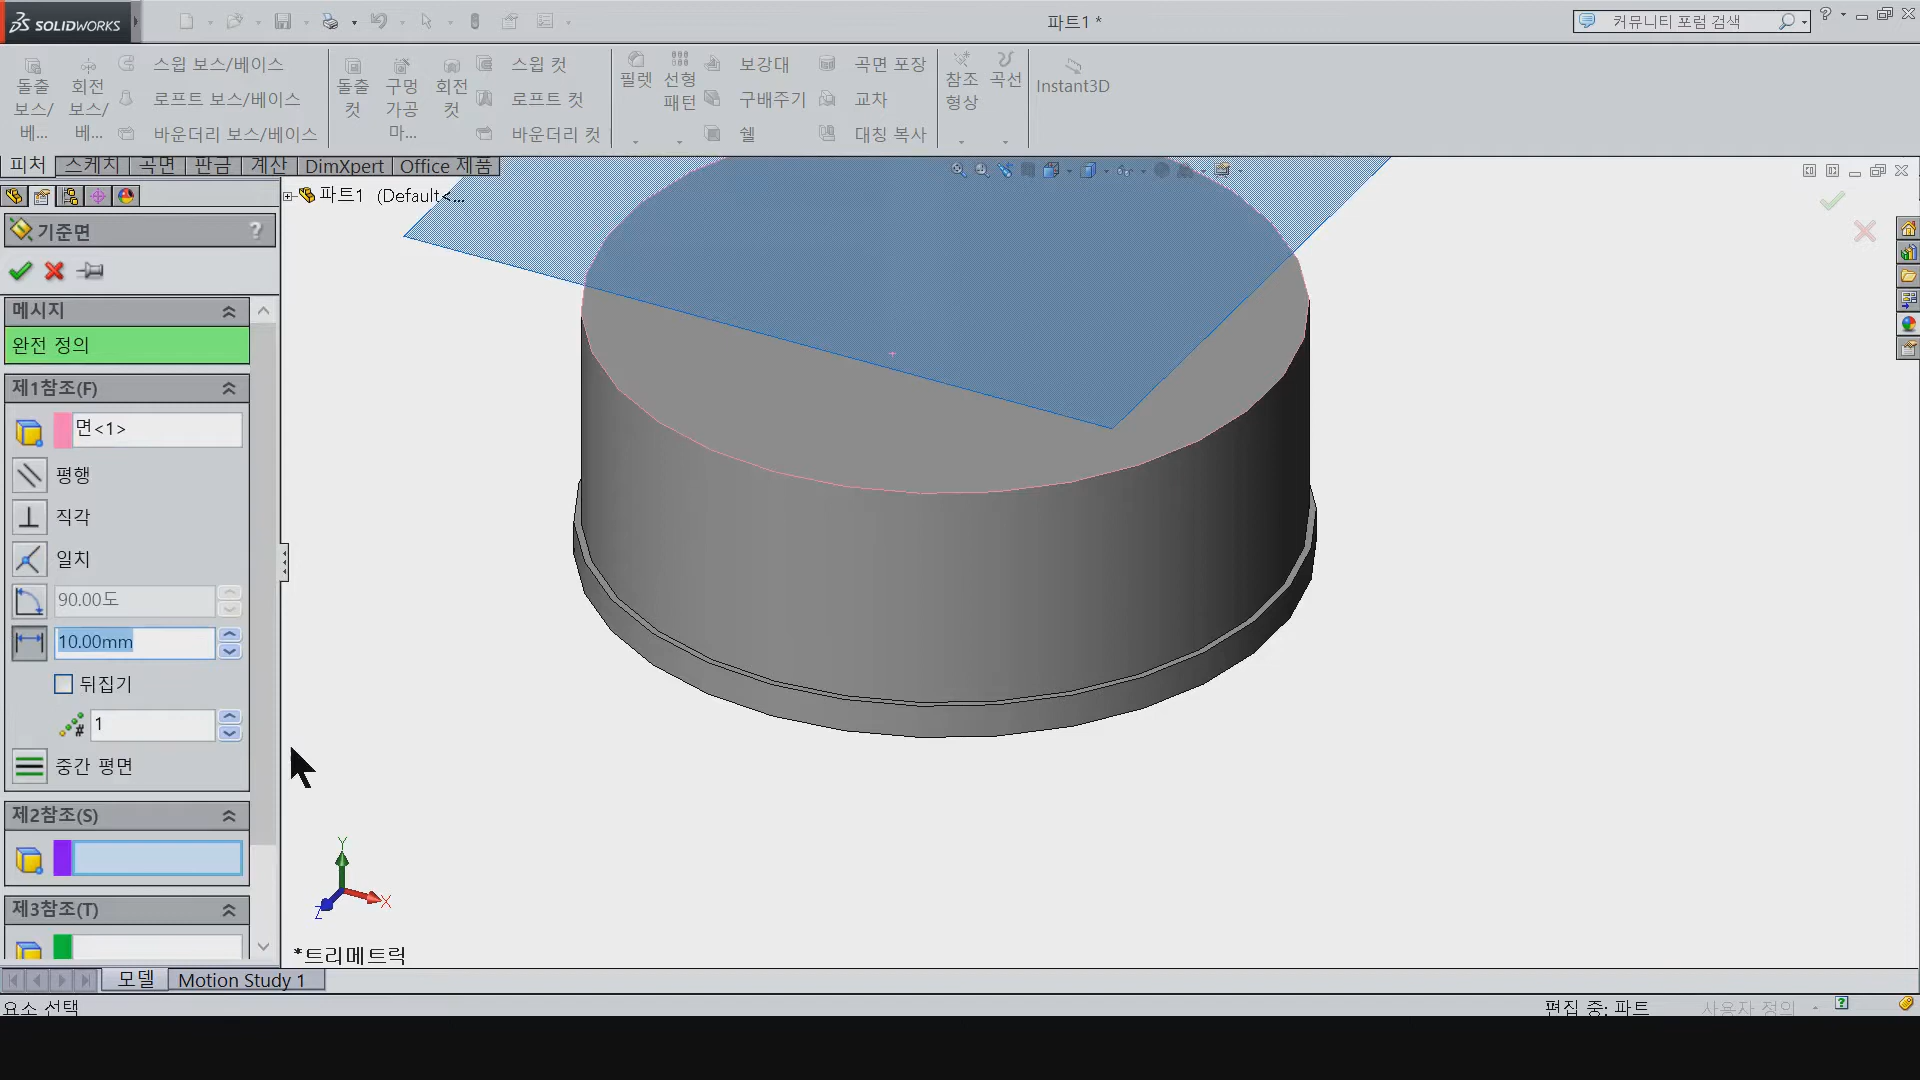 SOLIDWORKS
파트1 *
커뮤니티 포럼 검색
돌출 보스/베...
회전 보스/베...
스윕 보스/베이스
로프트 보스/베이스
바운더리 보스/베이스
돌출 컷
구멍 가공 마...
회전 컷
스윕 컷
로프트 컷
바운더리 컷
필렛
선형 패턴
보강대
구배주기
쉘
곡면 포장
교차
대칭 복사
참조 형상
곡선
Instant3D
피처
스케치
곡면
판금
계산
DimXpert
Office 제품
파트1 (Default<...
기준면
?
메시지
완전 정의
제1참조(F)
면<1>
평행
직각
일치
90.00도
10.00mm
뒤집기
1
중간 평면
제2참조(S)
제3참조(T)
Y
X
Z
*트리메트릭
모델
Motion Study 1
요소 선택
편집 중: 파트
사용자 정의